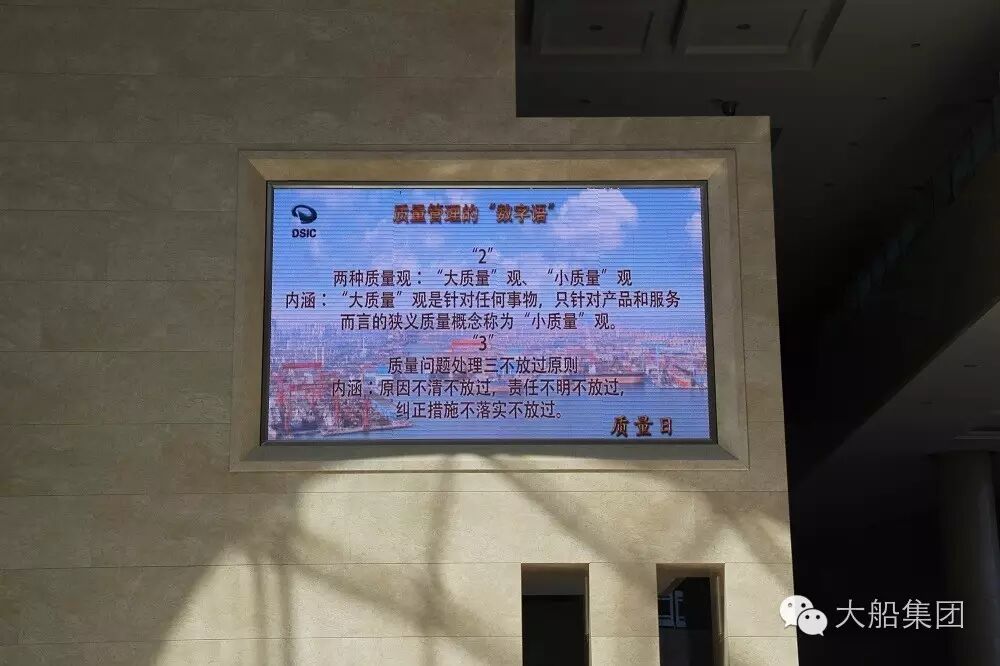 DSIC
质量管理的“数字语”
“2”
两种质量观：“大质量”观、“小质量”观
内涵：“大质量”观是针对任何事物，只针对产品和服务
而言的狭义质量概念称为“小质量”观。
“3”
质量问题处理三不放过原则
内涵：原因不清不放过，责任不明不放过，
纠正措施不落实不放过。
质量日
大船集团